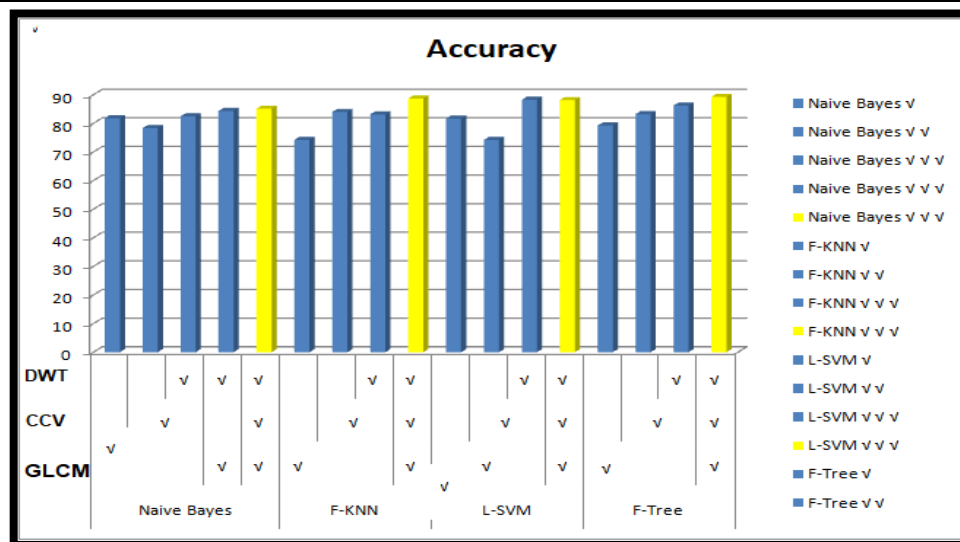 √
Accuracy
90
80
70
60
50
40
30
20
10
0
DWT √ √ √ √ √ √ √ √ √
CCV √ √ √ √ √ √ √ √
√
GLCM √ √ √ √ √ √ √ √
√
Naive Bayes F-KNN L-SVM F-Tree
Naive Bayes √
Naive Bayes √ √
Naive Bayes √ √ √
Naive Bayes √ √ √
Naive Bayes √ √ √
F-KNN √
F-KNN √ √
F-KNN √ √ √
F-KNN √ √ √
L-SVM √
L-SVM √ √
L-SVM √ √ √
L-SVM √ √ √
F-Tree √
F-Tree √ √